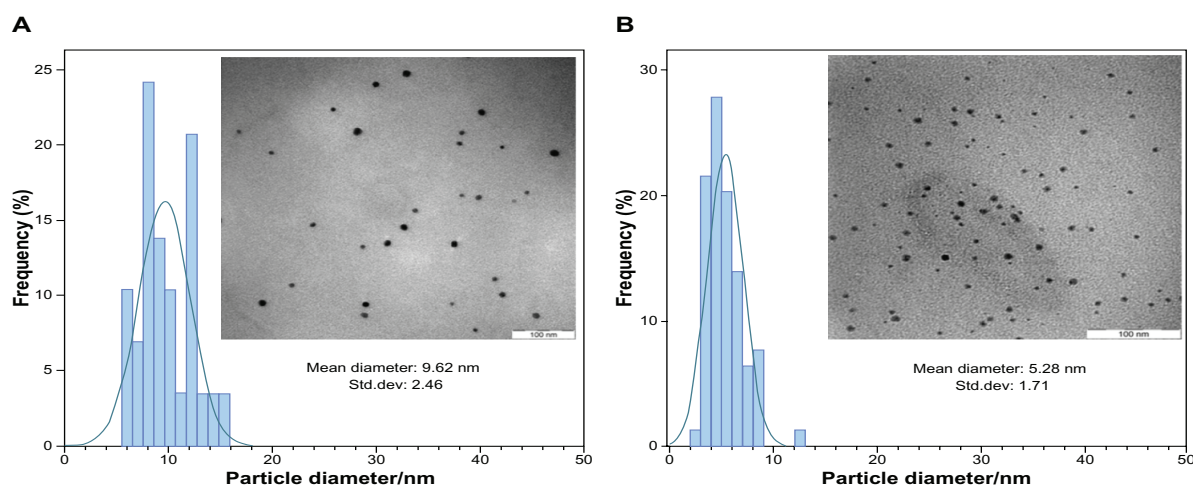 A
B
Frequency (%)
25
20
15
10
5
0
100 nm
Mean diameter: 9.62 nm
Std.dev: 2.46
0 10 20 30 40 50
Particle diameter/nm
Frequency (%)
30
20
10
0
100 nm
Mean diameter: 5.28 nm
Std.dev: 1.71
0 10 20 30 40 50
Particle diameter/nm